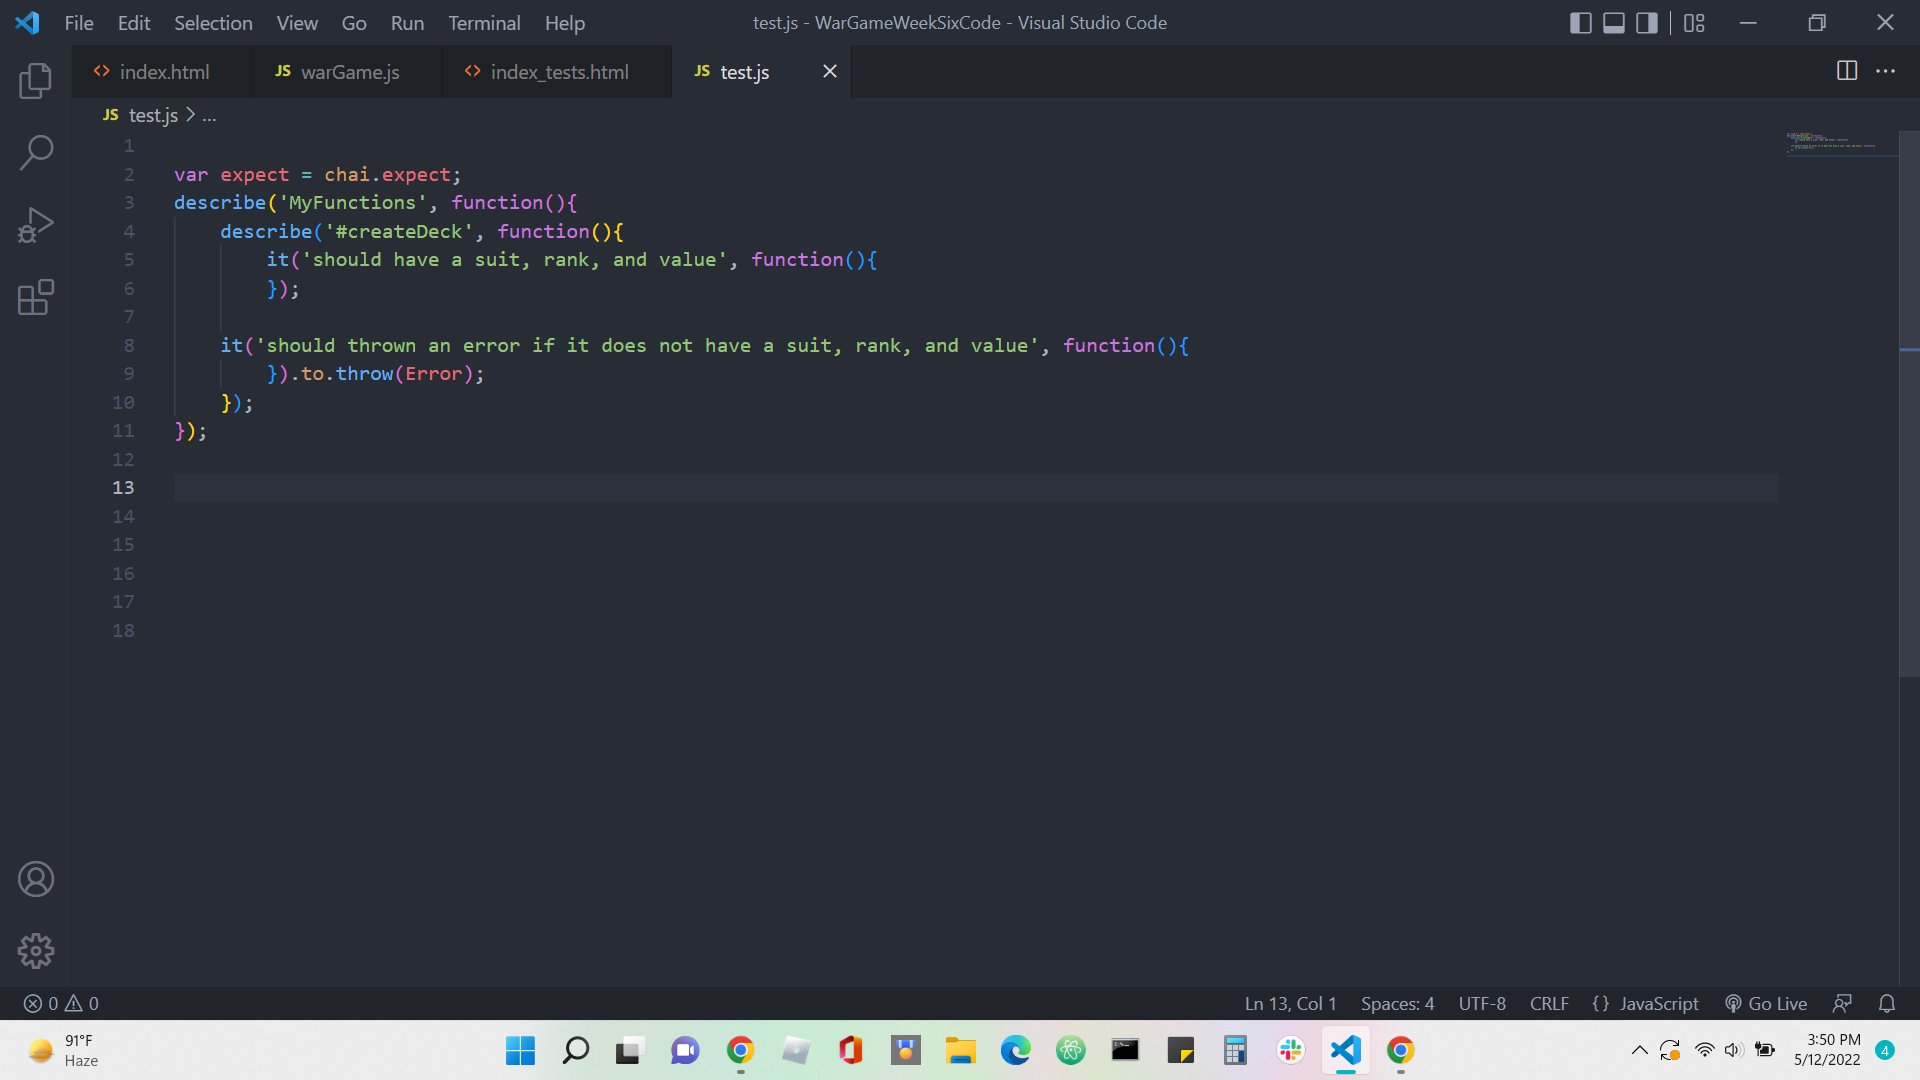 File Edit Selection View Go Run Terminal Help
test.js - WarGameWeekSixCode - Visual Studio Code
<> index.html
JS warGame.js
<> index_tests.html
JS test.js
JS test.js > ...
1
2 var expect = chai.expect;
3 describe('MyFunctions', function(){
4 describe('#createDeck', function(){
5 it('should have a suit, rank, and value', function(){
6 });
7
8 it('should thrown an error if it does not have a suit, rank, and value', function(){
9 }).to.throw(Error);
10 });
11 });
12
13
14
15
16
17
18
0 0
Ln 13, Col 1 Spaces: 4 UTF-8 CRLF {} JavaScript Go Live
91°F
Haze
3:50 PM
5/12/2022
4